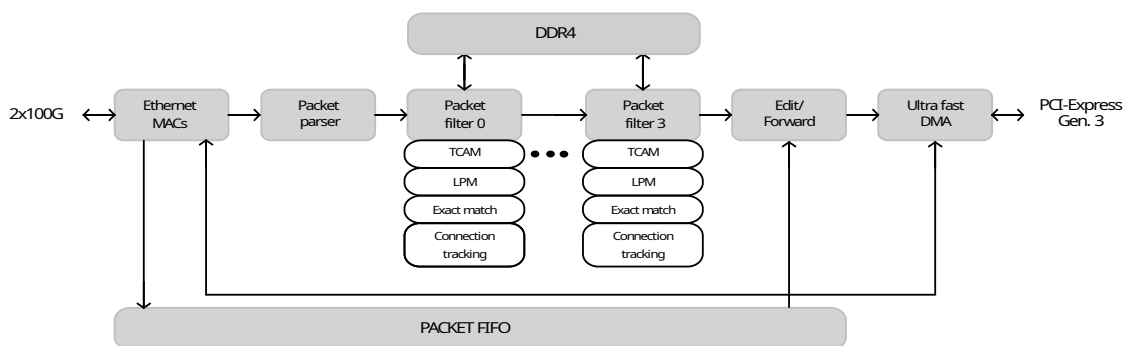 DDR4
2x100G
Ethernet
MACs
Packet
parser
Packet
filter 0
Packet
filter 3
Edit/
Forward
Ultra fast
DMA
PCI-Express
Gen. 3
TCAM
LPM
Exact match
Connection
tracking
TCAM
LPM
Exact match
Connection
tracking
PACKET FIFO